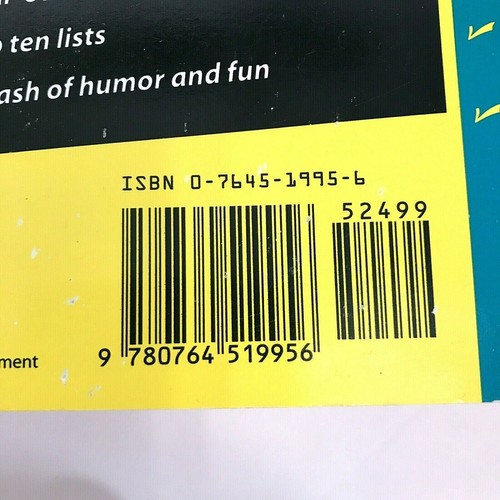 ten lists
ash of humor and fun
ISBN 0-7645-1995-6
52499
9 780764 519956
ment